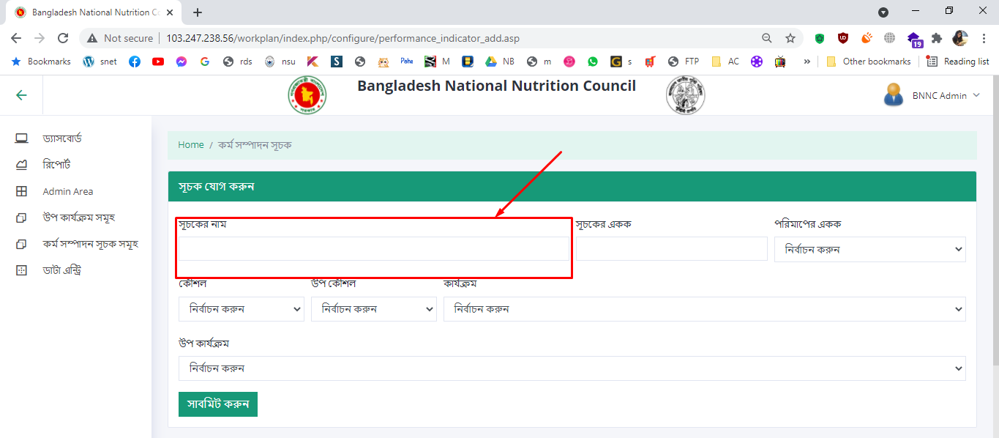 Bangladesh National Nutrition Co
Not secure | 103.247.238.56/workplan/index.php/configure/performance_indicator_add.asp
19
Bookmarks snet rds nsu S Pathe M NB m G s FTP AC » Other bookmarks Reading list
Bangladesh National Nutrition Council
BNNC Admin
ড্যাসবোর্ড
রিপোর্ট
Admin Area
উপ কার্যক্রম সমূহ
কর্ম সম্পাদন সূচক সমূহ
ডাটা এন্ট্রি
Home / কর্ম সম্পাদন সূচক
সূচক যোগ করুন
সূচকের নাম সূচকের একক পরিমাপের একক
নির্বাচন করুন
কৌশল উপ কৌশল কার্যক্রম
নির্বাচন করুন নির্বাচন করুন নির্বাচন করুন
উপ কার্যক্রম
নির্বাচন করুন
সাবমিট করুন